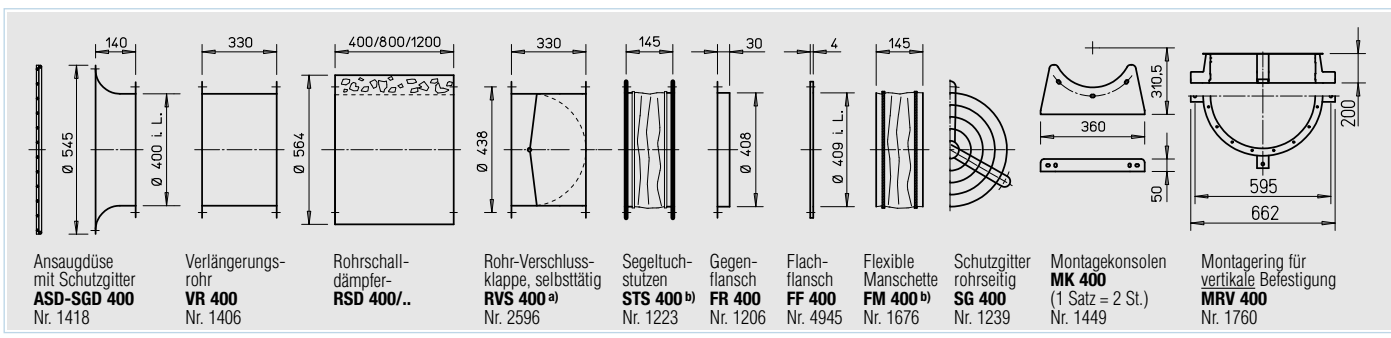 140
330
400/800/1200
330
145
30
4
145
Ø 545
Ø 400 i. L.
Ø 564
Ø 438
Ø 408
Ø 409 i. L.
360
50
310.5
200
595
662
Ansaugdüse
mit Schutzgitter
ASD-SGD 400
Nr. 1418
Verlängerungs-
rohr
VR 400
Nr. 1406
Rohrschall-
dämpfer-
RSD 400/..
Rohr-Verschluss-
klappe, selbsttätig
RVS 400 a)
Nr. 2596
Segeltuch-
stutzen
STS 400 b)
Nr. 1223
Gegen-
flansch
FR 400
Nr. 1206
Flach-
flansch
FF 400
Nr. 4945
Flexible
Manschette
FM 400 b)
Nr. 1676
Schutzgitter
rohrseitig
SG 400
Nr. 1239
Montagekonsolen
MK 400
(1 Satz = 2 St.)
Nr. 1449
Montagering für
vertikale Befestigung
MRV 400
Nr. 1760